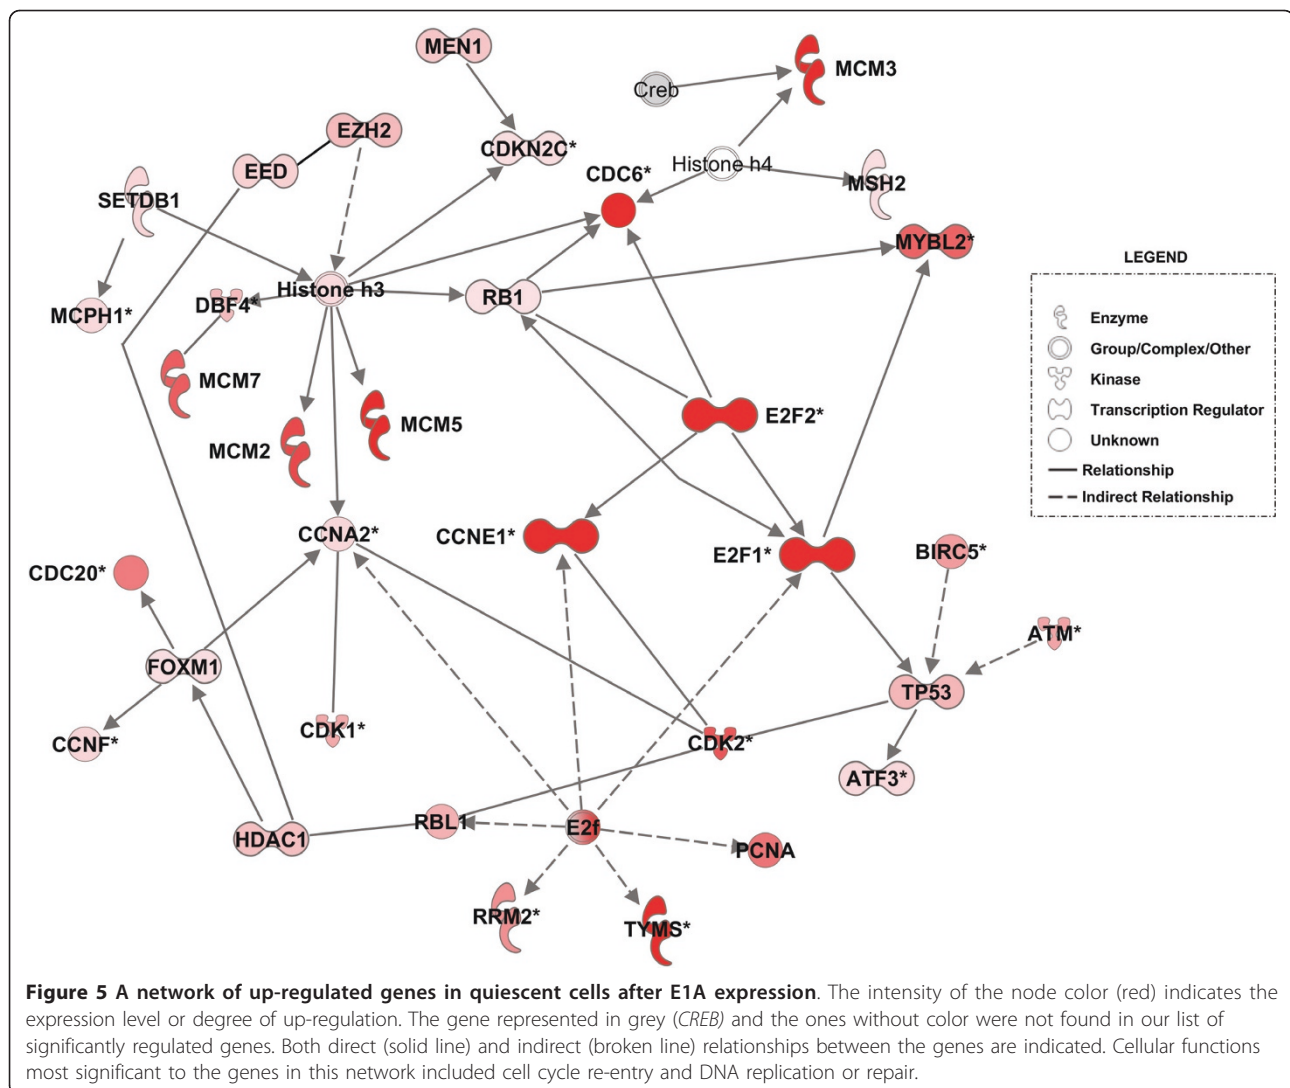 MEN1
MCM3
Creb
EZH2
CDKN2C*
EED
Histone h4
CDC6*
MSH2
SETDB1
MYBL2*
LEGEND
Histone h3
RB1
DBF4*
MCPH1*
Enzyme
Group/Complex/Other
Kinase
Transcription Regulator
Unknown
Relationship
Indirect Relationship
MCM7
MCM5
E2F2*
MCM2
CCNA2*
CCNE1*
E2F1*
BIRC5*
CDC20*
ATM*
FOXM1
TP53
CCNF*
CDK1*
CDK2*
ATF3*
HDAC1
RBL1
E2f
PCNA
RRM2*
TYMS*
Figure 5 A network of up-regulated genes in quiescent cells after E1A expression. The intensity of the node color (red) indicates the
expression level or degree of up-regulation. The gene represented in grey (CREB) and the ones without color were not found in our list of
significantly regulated genes. Both direct (solid line) and indirect (broken line) relationships between the genes are indicated. Cellular functions
most significant to the genes in this network included cell cycle re-entry and DNA replication or repair.